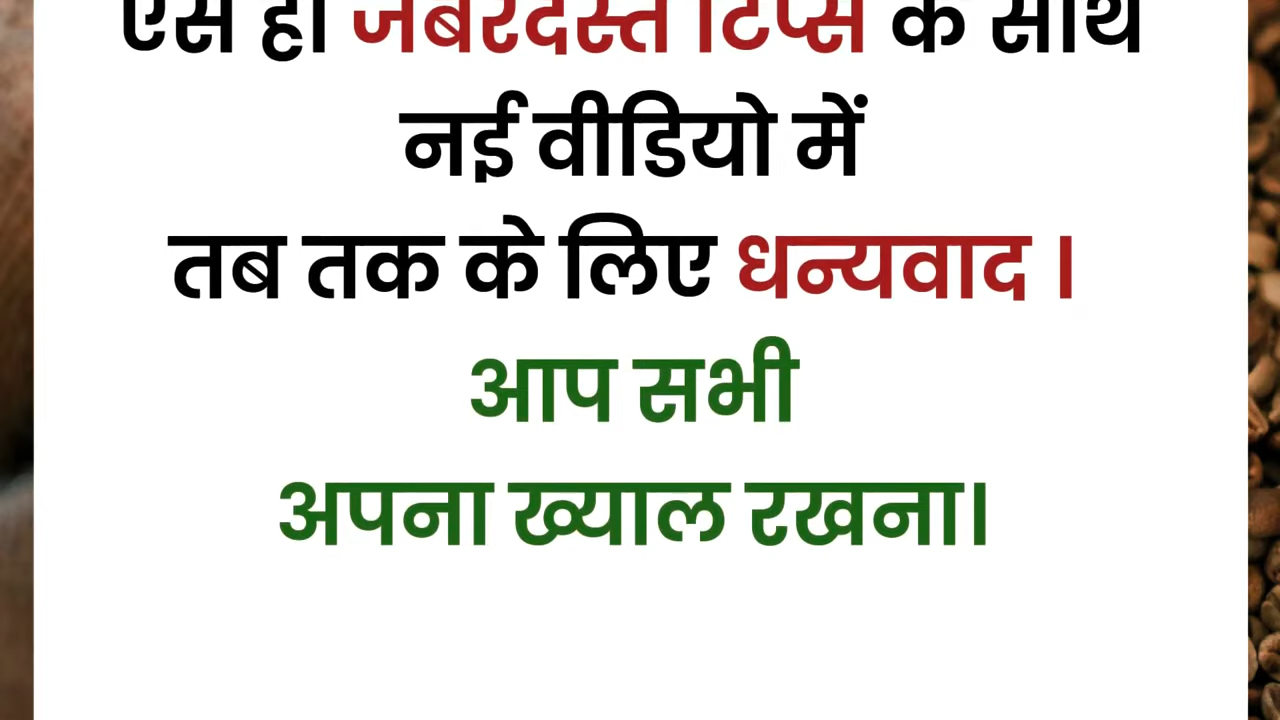 ऐसे ही जबरदस्त टिप्स के साथ
नई वीडियो में
तब तक के लिए धन्यवाद ।
आप सभी
अपना ख्याल रखना।